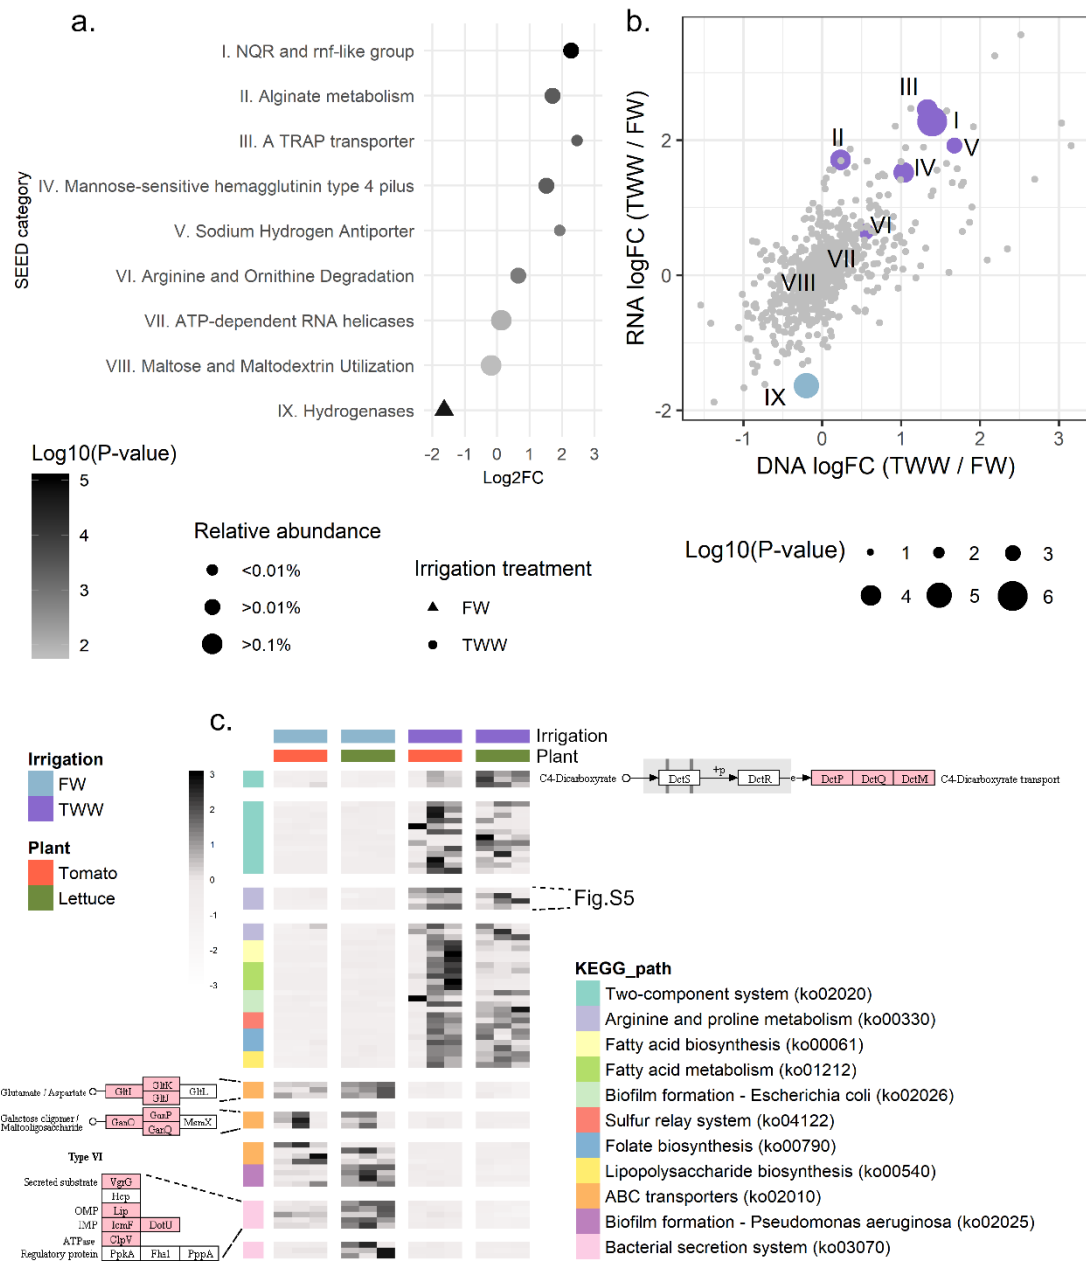 a.
SEED category
I. NQR and rnf-like group
II. Alginate metabolism
III. A TRAP transporter
IV. Mannose-sensitive hemagglutinin type 4 pilus
V. Sodium Hydrogen Antiporter
VI. Arginine and Ornithine Degradation
VII. ATP-dependent RNA helicases
VIII. Maltose and Maltodextrin Utilization
IX. Hydrogenases
-2 -1 0 1 2 3
Log2FC
Log10(P-value)
5
4
3
2
Relative abundance
<0.01%
>0.01%
>0.1%
Irrigation treatment
FW
TWW
b.
RNA logFC (TWW / FW)
2
0
-2
III
I
II
V
IV
VI
VII
VIII
IX
-1 0 1 2 3
DNA logFC (TWW / FW)
Log10(P-value)
1 2 3
4 5 6
c.
Irrigation
Plant
Irrigation
FW
TWW
Plant
Tomato
Lettuce
3
2
1
0
-1
-2
-3
C4-Dicarboxyrate
DctS
+p
DctR
e
DctP DctQ DctM
C4-Dicarboxyrate transport
Fig.S5
KEGG_path
Two-component system (ko02020)
Arginine and proline metabolism (ko00330)
Fatty acid biosynthesis (ko00061)
Fatty acid metabolism (ko01212)
Biofilm formation - Escherichia coli (ko02026)
Sulfur relay system (ko04122)
Folate biosynthesis (ko00790)
Lipopolysaccharide biosynthesis (ko00540)
ABC transporters (ko02010)
Biofilm formation - Pseudomonas aeruginosa (ko02025)
Bacterial secretion system (ko03070)
Glutamate / Aspartate
GltI GltK GltJ GltL
Galactose oligomer /
Maltooligosaccharide
GanO GanP GanQ MsmX
Type VI
Secreted substrate VgrG
Hcp
OMP Lip
IMP IcmF DotU
ATPase ClpV
Regulatory protein PpkA Fha1 PppA